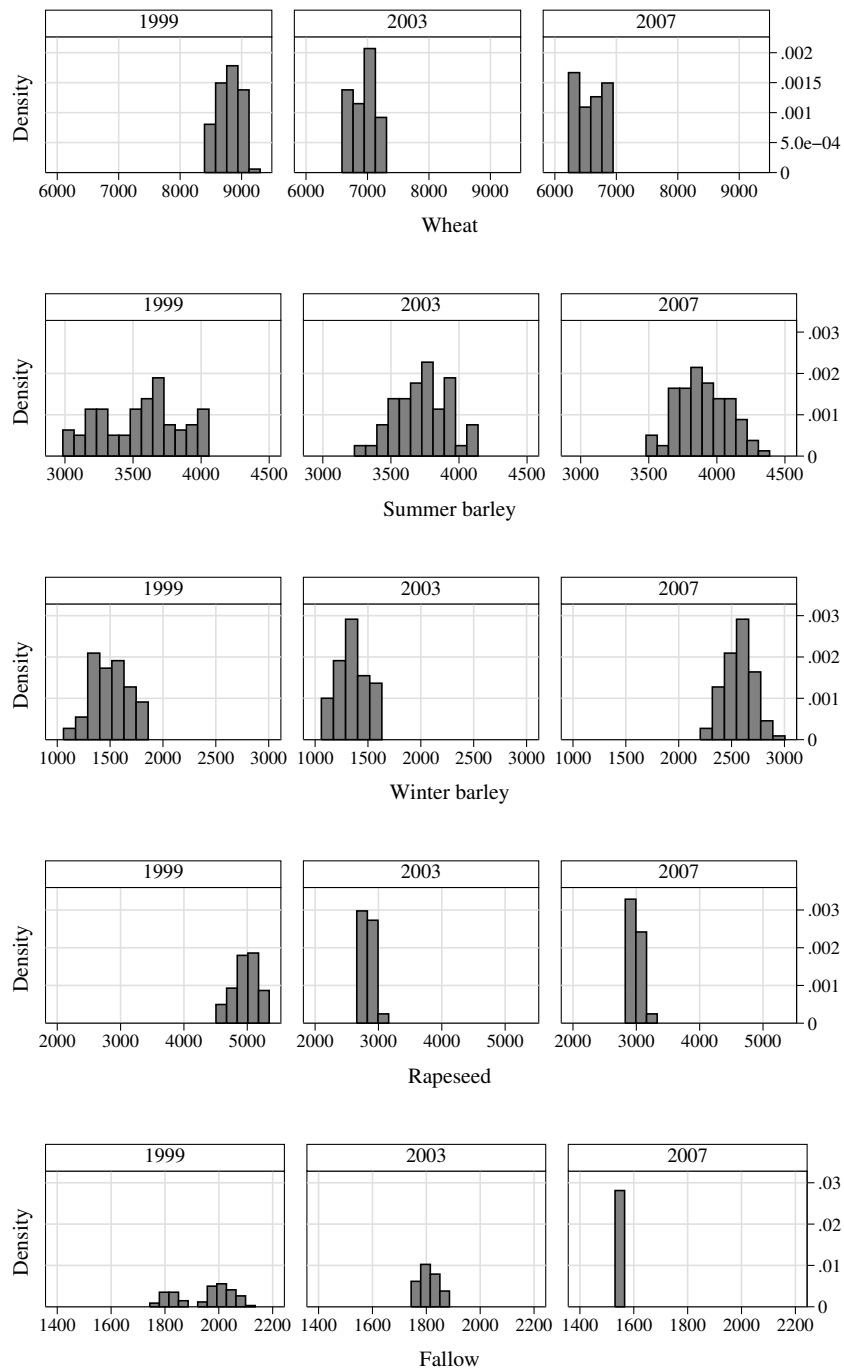 1999 2003 2007
Density
.002
.0015
.001
5.0e−04
0
6000 7000 8000 9000 6000 7000 8000 9000 6000 7000 8000 9000
Wheat
1999 2003 2007
Density
.003
.002
.001
0
3000 3500 4000 4500 3000 3500 4000 4500 3000 3500 4000 4500
Summer barley
1999 2003 2007
Density
.003
.002
.001
0
1000 1500 2000 2500 3000 1000 1500 2000 2500 3000 1000 1500 2000 2500 3000
Winter barley
1999 2003 2007
Density
.003
.002
.001
0
2000 3000 4000 5000 2000 3000 4000 5000 2000 3000 4000 5000
Rapeseed
1999 2003 2007
Density
.03
.02
.01
0
1400 1600 1800 2000 2200 1400 1600 1800 2000 2200 1400 1600 1800 2000 2200
Fallow